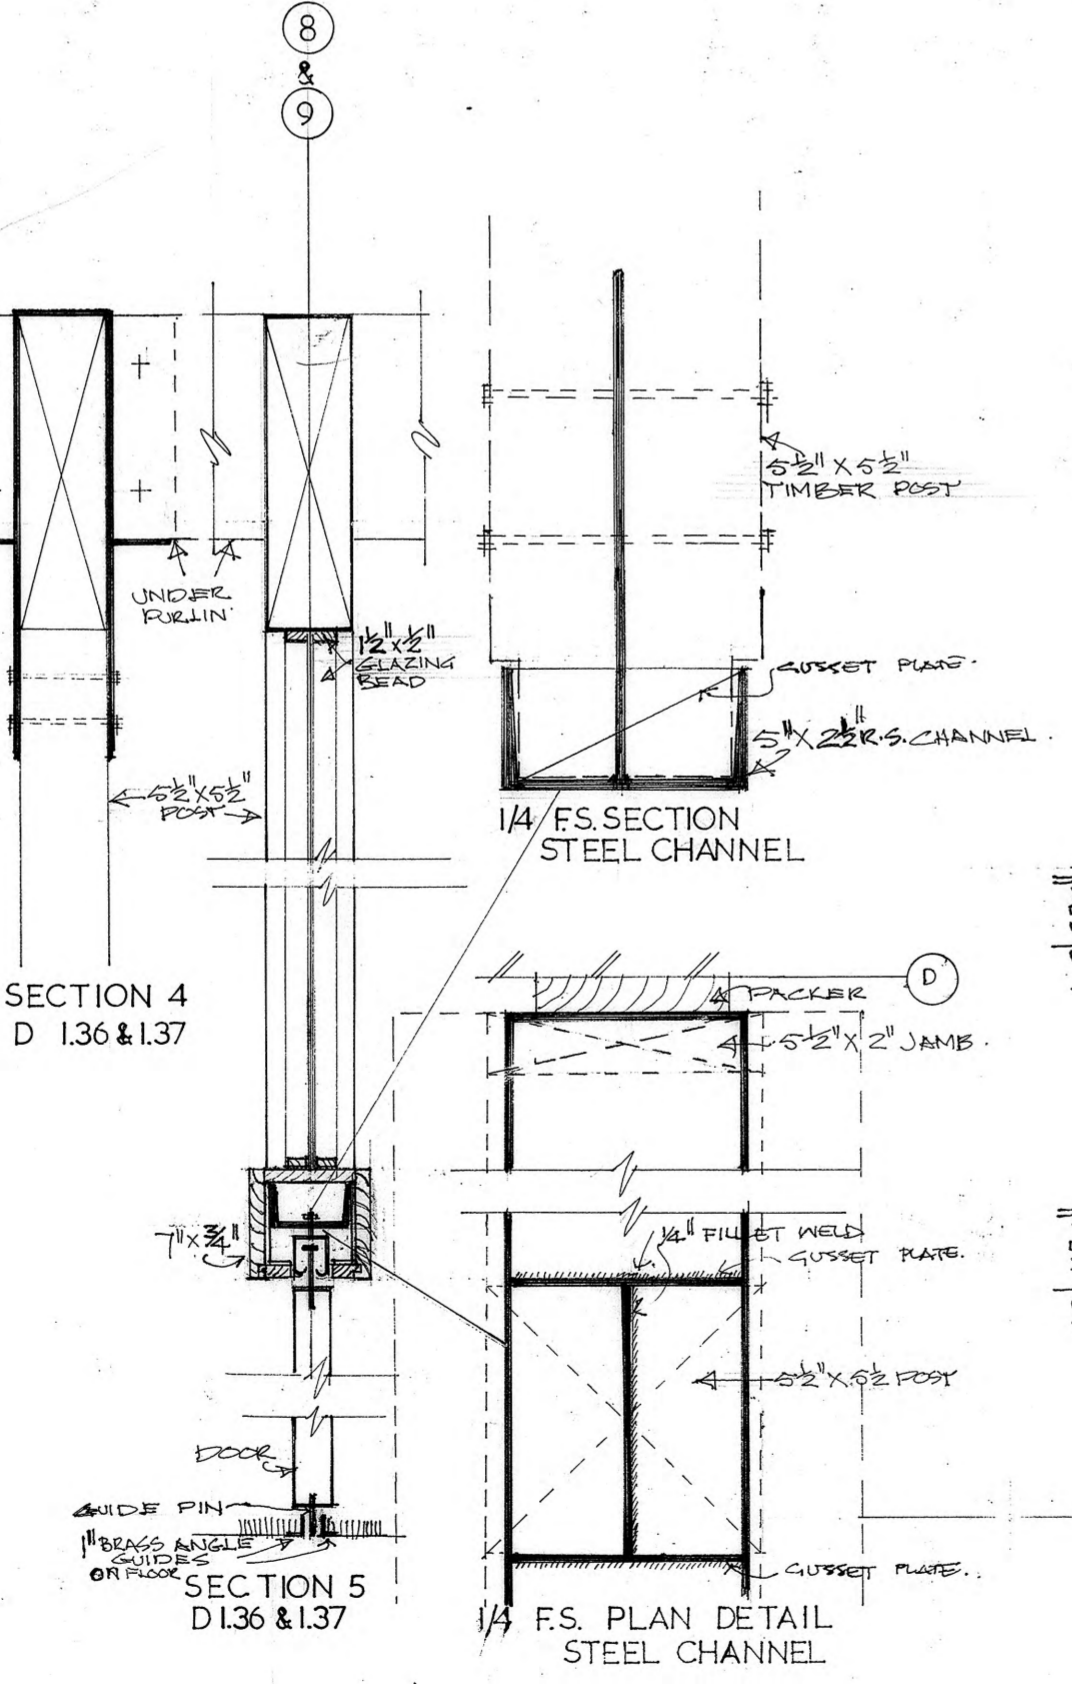 8
&
9
5½" X 5½"
TIMBER POST
UNDER
PURLIN
1½" x ½"
GLAZING
BEAD
GUSSET PLATE.
5" X 2½" R.S. CHANNEL.
5½" X 5½"
POST
1/4 F.S. SECTION
STEEL CHANNEL
SECTION 4
D 1.36 & 1.37
D
PACKER
5½" X 2" JAMB.
7" x ¾"
¼" FILLET WELD
GUSSET PLATE.
5½" X 5½ POST
DOOR
GUIDE PIN
1" BRASS ANGLE
GUIDES
ON FLOOR
SECTION 5
D 1.36 & 1.37
GUSSET PLATE..
1/4 F.S. PLAN DETAIL
STEEL CHANNEL